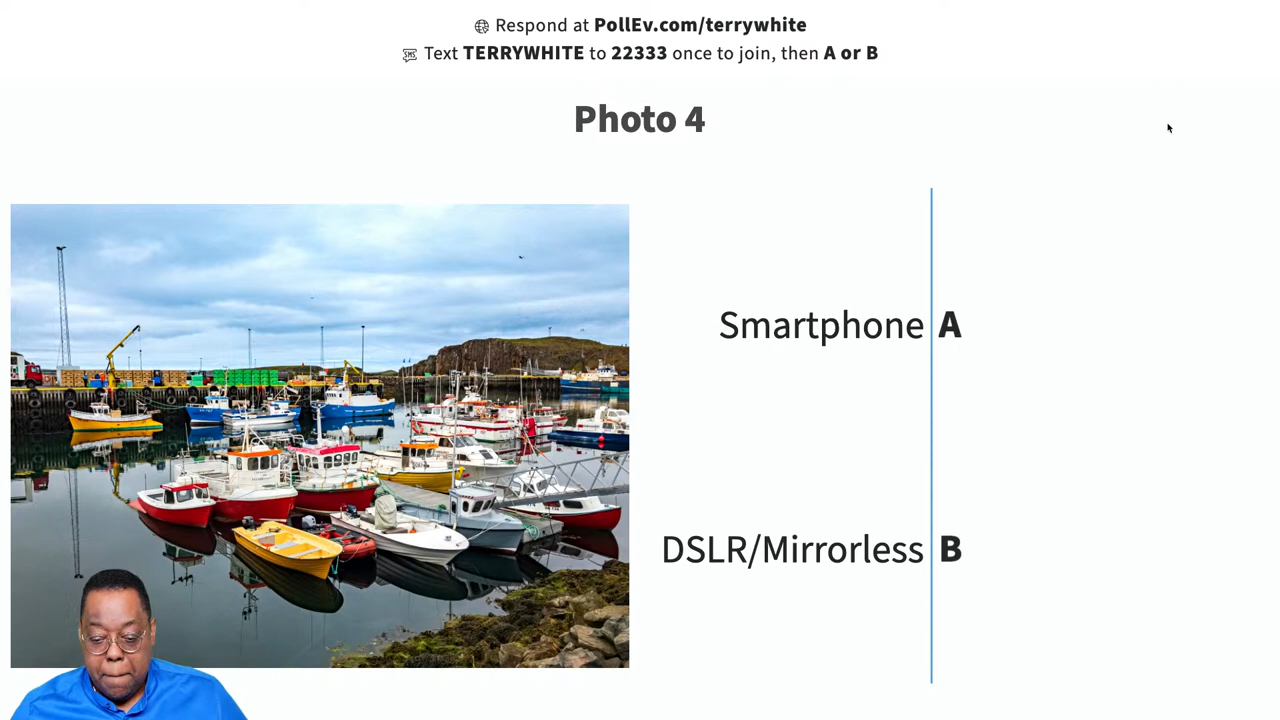 Respond at PollEv.com/terrywhite
Text TERRYWHITE to 22333 once to join, then A or B
Photo 4
Smartphone A
DSLR/Mirrorless B